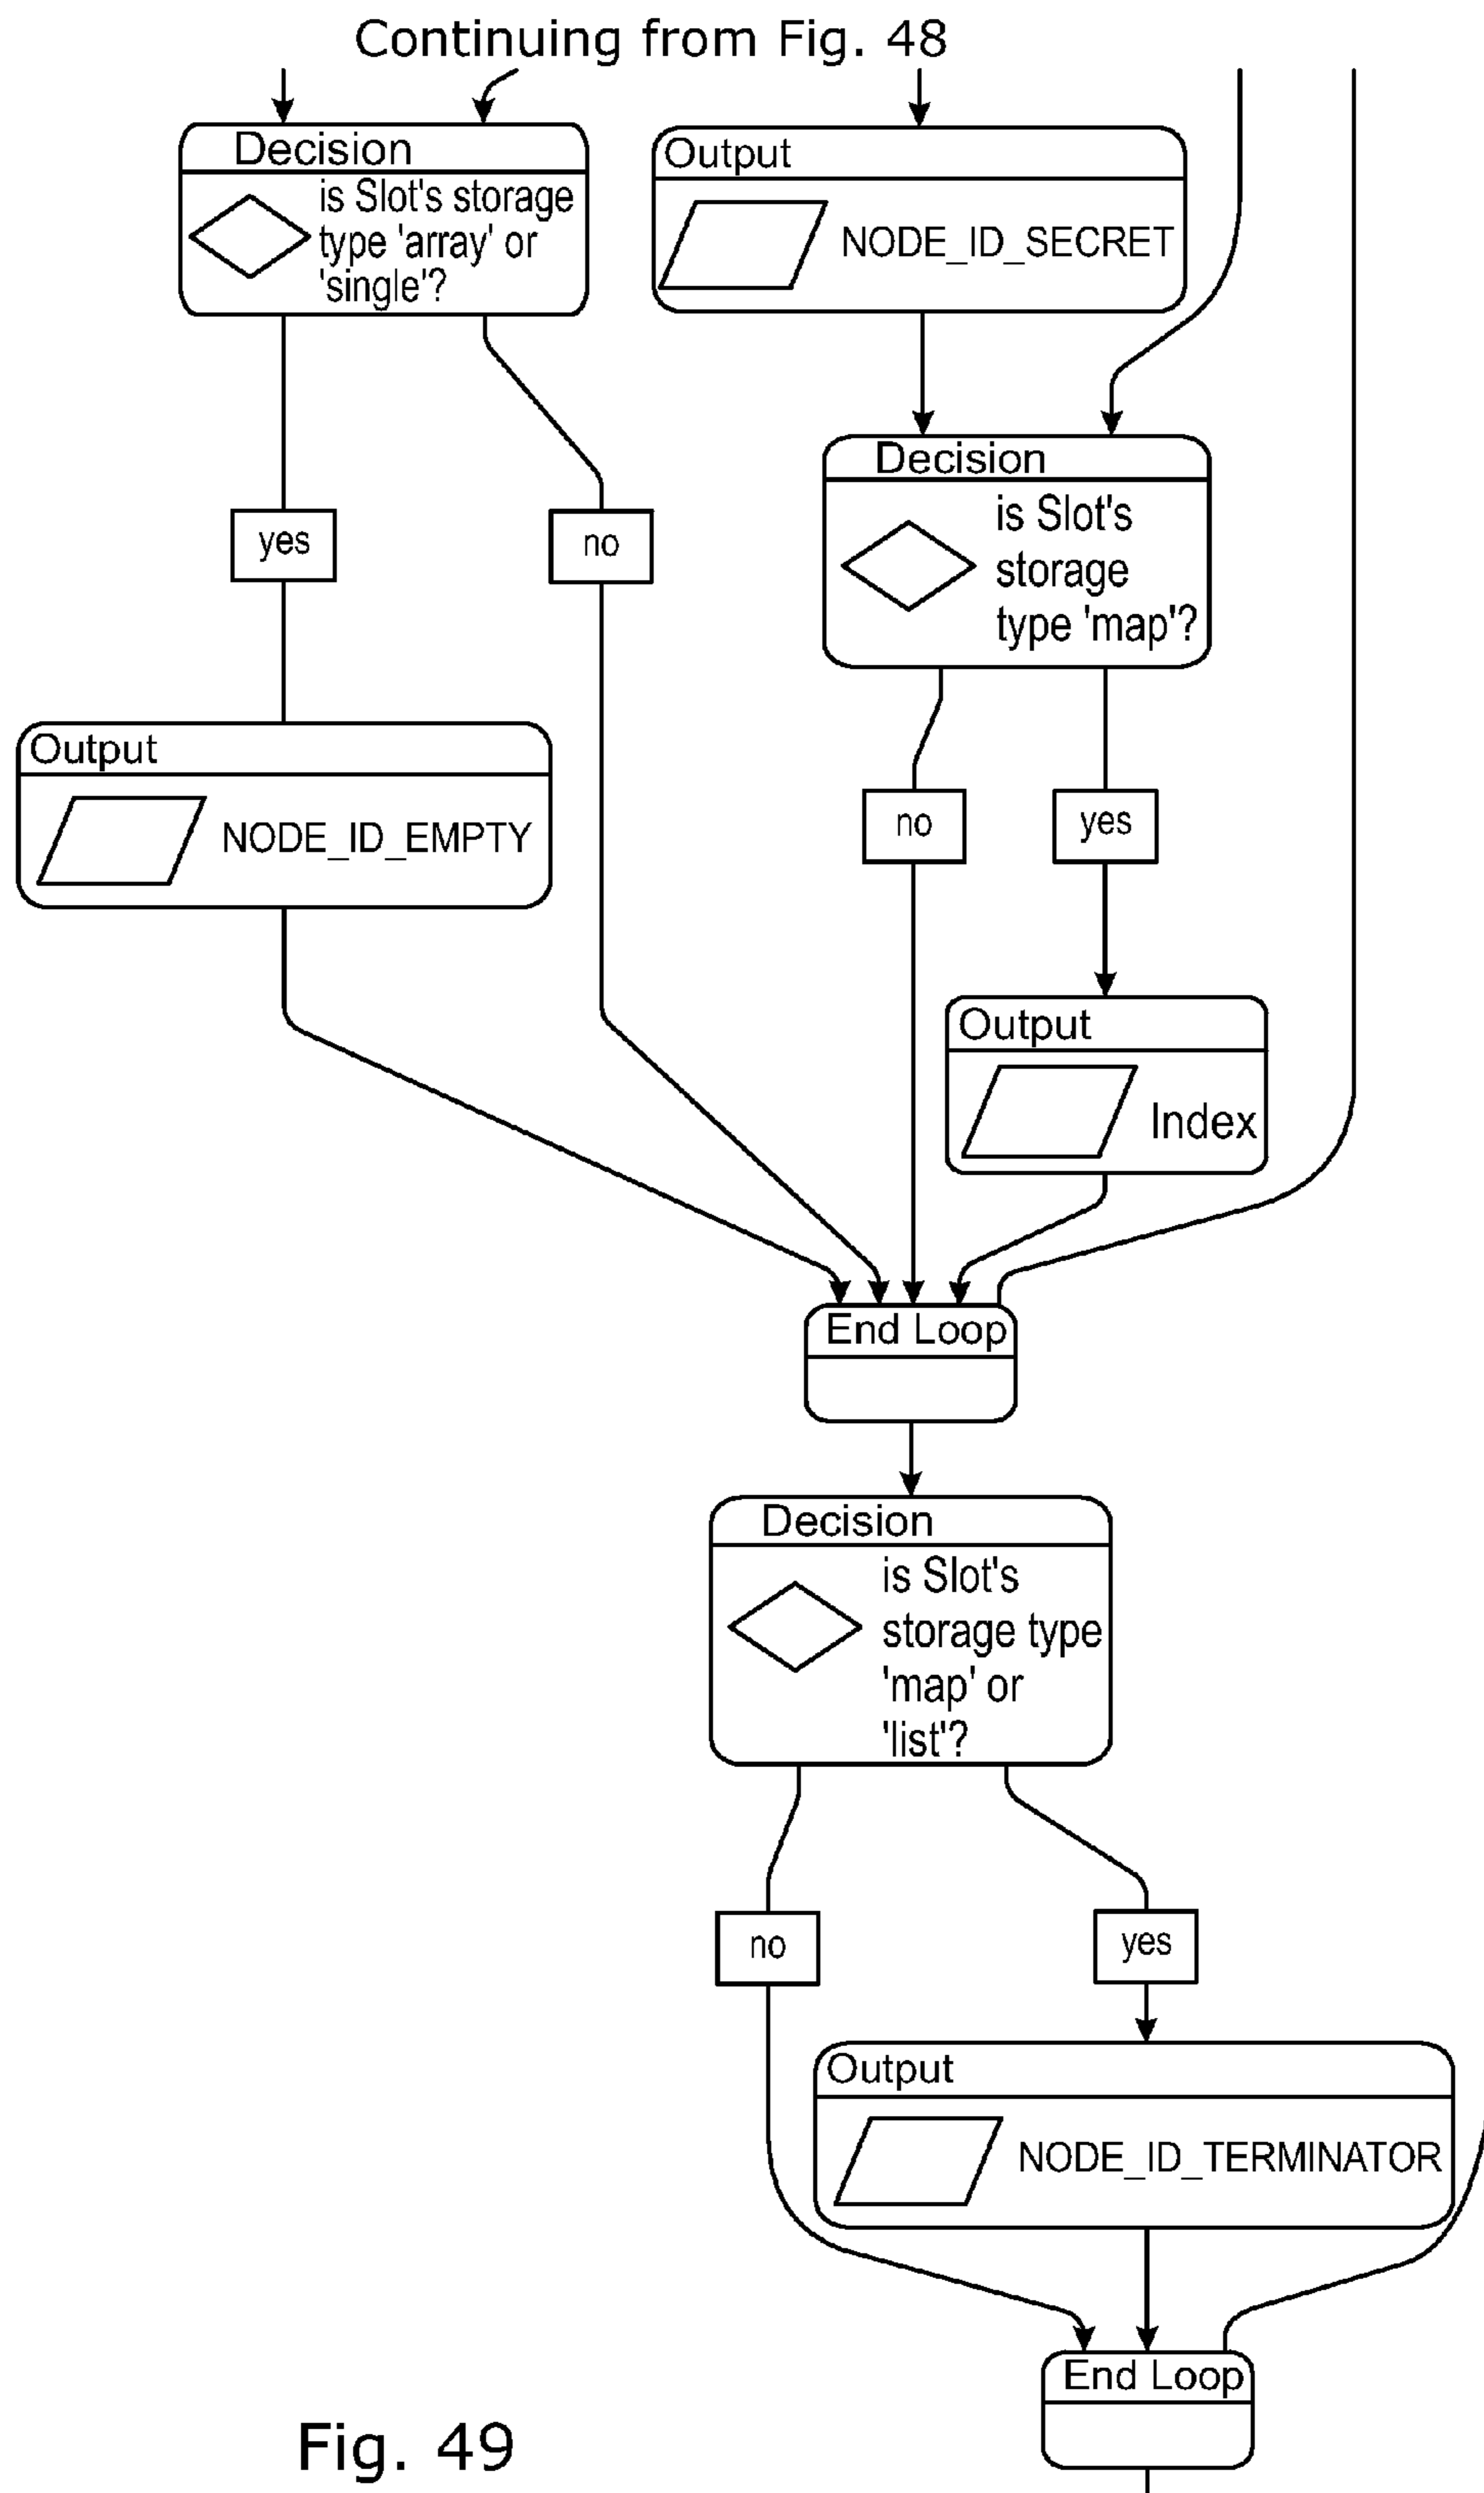 Continuing from Fig. 48
Decision
is Slot's storage
type 'array' or
'single'?
Output
NODE_ID_SECRET
Decision
is Slot's
storage
type 'map'?
yes
no
Output
NODE_ID_EMPTY
no
yes
Output
Index
End Loop
Decision
is Slot's
storage type
'map' or
'list'?
no
yes
Output
NODE_ID_TERMINATOR
End Loop
Fig. 49